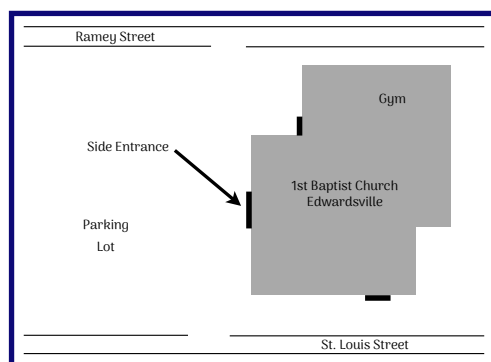 Ramey Street
Gym
Side Entrance
1st Baptist Church
Edwardsville
Parking
Lot
St. Louis Street